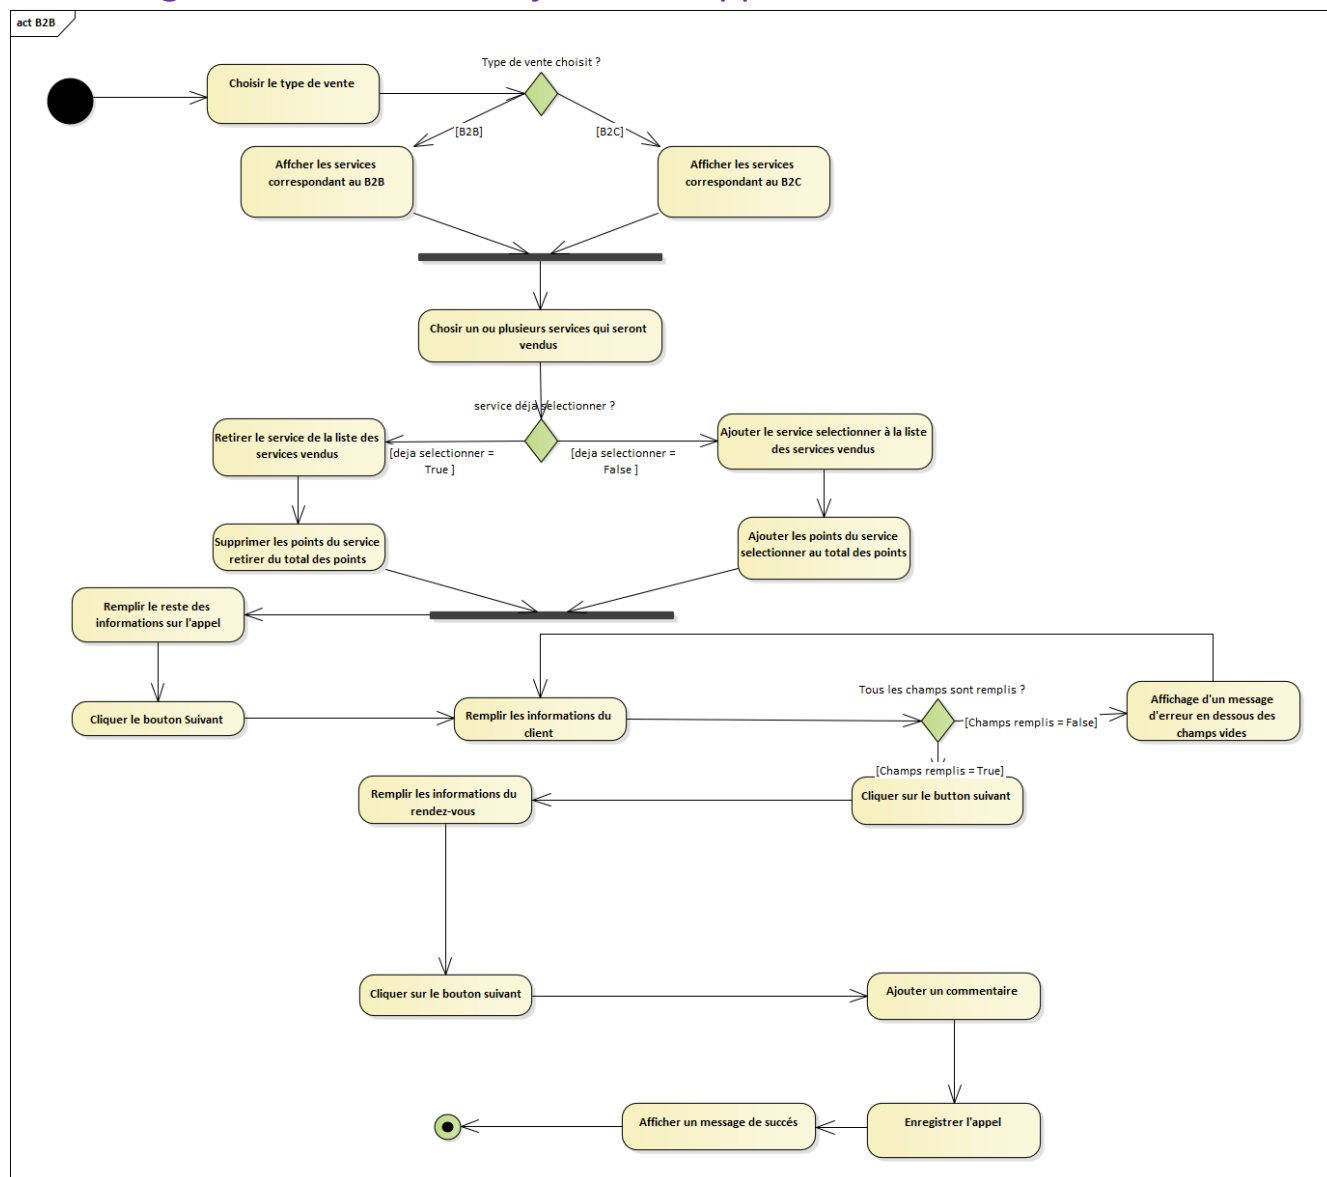 act B2B
Type de vente choisit ?
Choisir le type de vente
[B2B]
[B2C]
Affcher les services
correspondant au B2B
Afficher les services
correspondant au B2C
Chosir un ou plusieurs services qui seront
vendus
service déja selectionner ?
Retirer le service de la liste des
services vendus
[deja selectionner =
True ]
[deja selectionner =
False ]
Ajouter le service selectionner à la liste
des services vendus
Supprimer les points du service
retirer du total des points
Ajouter les points du service
selectionner au total des points
Remplir le reste des
informations sur l'appel
Cliquer le bouton Suivant
Remplir les informations du
client
Tous les champs sont remplis ?
[Champs remplis = False]
Affichage d'un message
d'erreur en dessous des
champs vides
[Champs remplis = True]
Cliquer sur le button suivant
Remplir les informations du
rendez-vous
Cliquer sur le bouton suivant
Ajouter un commentaire
Enregistrer l'appel
Afficher un message de succés